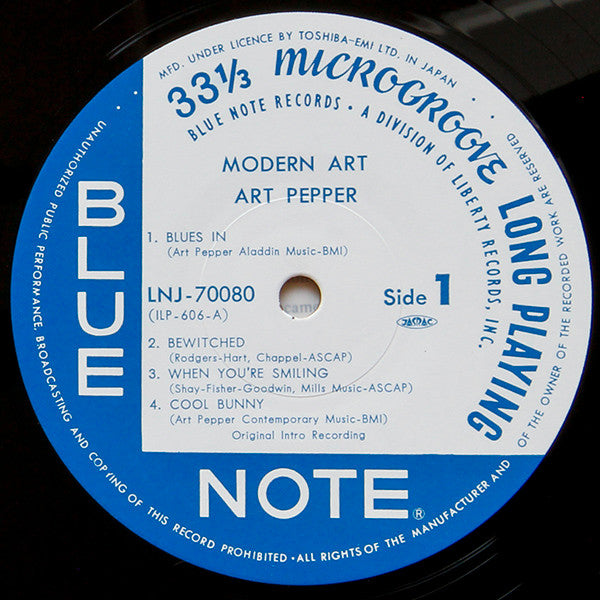 MFD. UNDER LICENCE BY TOSHIBA-EMI LTD. IN JAPAN
33⅓ MICROGROOVE LONG PLAYING
BLUE NOTE RECORDS • A DIVISION OF LIBERTY RECORDS, INC.
MODERN ART
ART PEPPER
1. BLUES IN
(Art Pepper Aladdin Music-BMI)
LNJ-70080
(ILP-606-A)
Side 1
JASRAC
2. BEWITCHED
(Rodgers-Hart, Chappel-ASCAP)
3. WHEN YOU'RE SMILING
(Shay-Fisher-Goodwin, Mills Music-ASCAP)
4. COOL BUNNY
(Art Pepper Contemporary Music-BMI)
Original Intro Recording
BLUE
NOTE®
UNAUTHORIZED PUBLIC PERFORMANCE, BROADCASTING AND COPYING OF THIS RECORD PROHIBITED • ALL RIGHTS OF THE MANUFACTURER AND OF THE OWNER OF THE RECORDED WORK ARE RESERVED